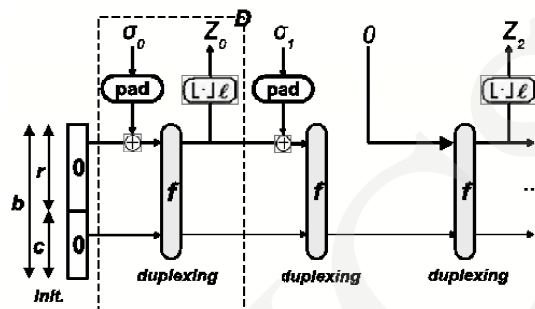 D
σ0 Z0 σ1 0 Z2
pad ⌊·⌋ℓ pad ⌊·⌋ℓ
r 0
b f f f ...
c 0
Init. duplexing duplexing duplexing